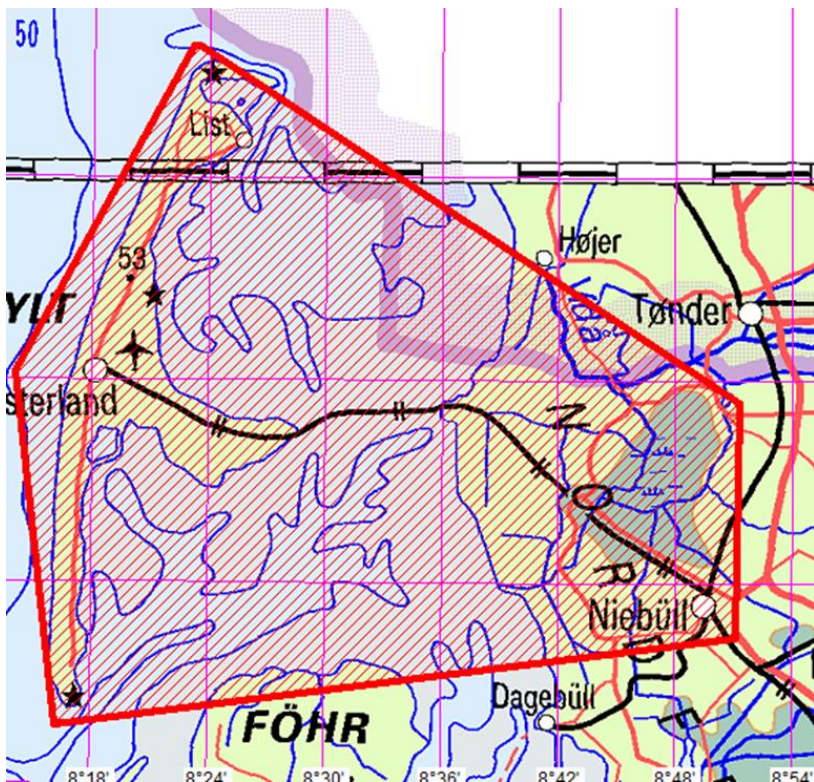 50
List
53
Højer
YLT
Vidå
Tønder
sterland
N
R
Niebüll
D
Dagebüll
F
FÖHR
8°18'
8°24'
8°30'
8°36'
8°42'
8°48'
8°54'